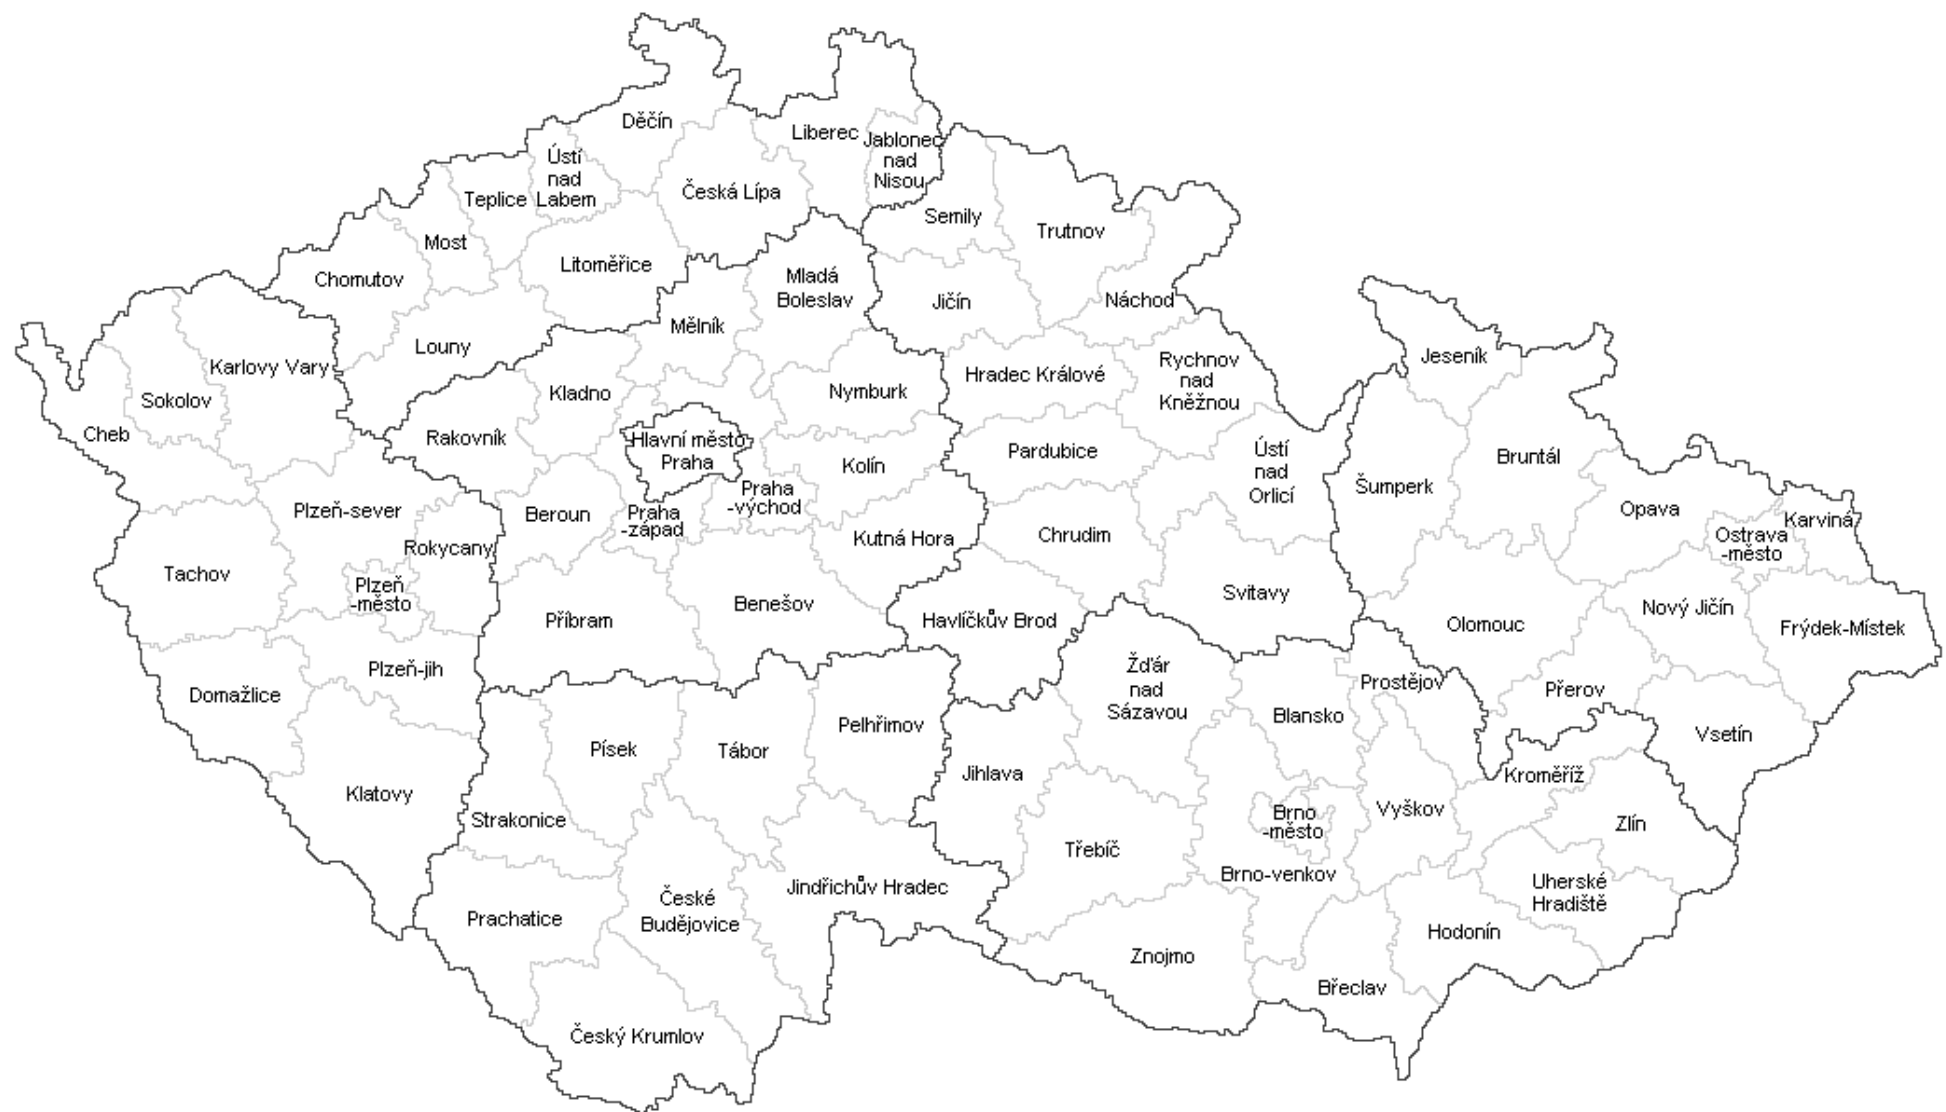 Děčín
Liberec
Jablonec
nad
Nisou
Ústí
nad
Labem
Teplice
Česká Lípa
Semily
Trutnov
Most
Litoměřice
Chomutov
Mladá
Boleslav
Jičín
Náchod
Mělník
Louny
Karlovy Vary
Jeseník
Sokolov
Kladno
Nymburk
Hradec Králové
Rychnov
nad
Kněžnou
Cheb
Rakovník
Hlavní město
Praha
Kolín
Pardubice
Ústí
nad
Orlicí
Šumperk
Bruntál
Plzeň-sever
Beroun
Praha
-západ
Praha
-východ
Opava
Karviná
Ostrava
-město
Rokycany
Kutná Hora
Chrudim
Tachov
Plzeň
-město
Příbram
Benešov
Havlíčkův Brod
Svitavy
Olomouc
Nový Jičín
Frýdek-Místek
Domažlice
Plzeň-jih
Žďár
nad
Sázavou
Prostějov
Přerov
Pelhřimov
Blansko
Písek
Tábor
Vsetín
Klatovy
Jihlava
Kroměříž
Strakonice
Brno
-město
Vyškov
Zlín
Třebíč
Brno-venkov
Jindřichův Hradec
Uherské
Hradiště
Prachatice
České
Budějovice
Hodonín
Znojmo
Břeclav
Český Krumlov